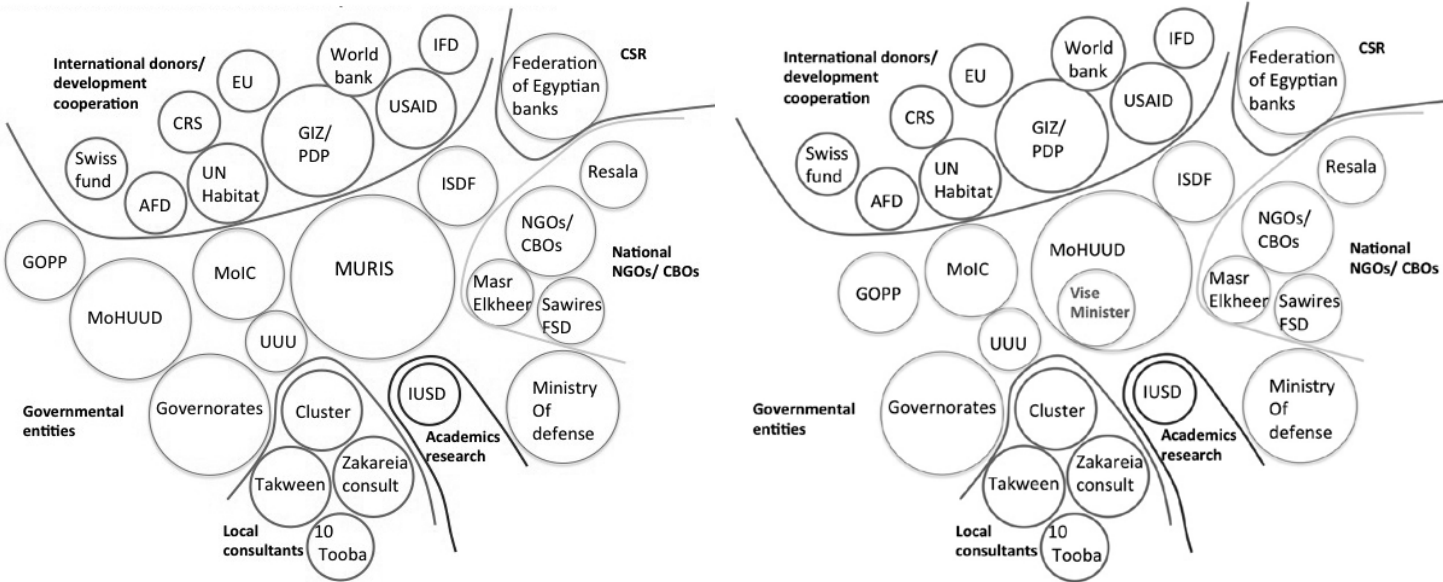 International donors/
development
cooperation
EU
World
bank
IFD
CRS
GIZ/
PDP
USAID
Swiss
fund
AFD
UN
Habitat
Federation
of Egyptian
banks
CSR
ISDF
Resala
NGOs/
CBOs
National
NGOs/ CBOs
Masr
Elkheer
Sawires
FSD
GOPP
MoHUUD
MoIC
MURIS
UUU
Governmental
entities
Governorates
Cluster
IUSD
Academics
research
Ministry
Of
defense
Takween
Zakareia
consult
Local
consultants
10
Tooba
International donors/
development
cooperation
EU
World
bank
IFD
CRS
GIZ/
PDP
USAID
Swiss
fund
AFD
UN
Habitat
Federation
of Egyptian
banks
CSR
ISDF
Resala
NGOs/
CBOs
National
NGOs/ CBOs
Masr
Elkheer
Sawires
FSD
GOPP
MoIC
MoHUUD
Vise
Minister
UUU
Governmental
entities
Governorates
Cluster
IUSD
Academics
research
Ministry
Of
defense
Takween
Zakareia
consult
Local
consultants
10
Tooba